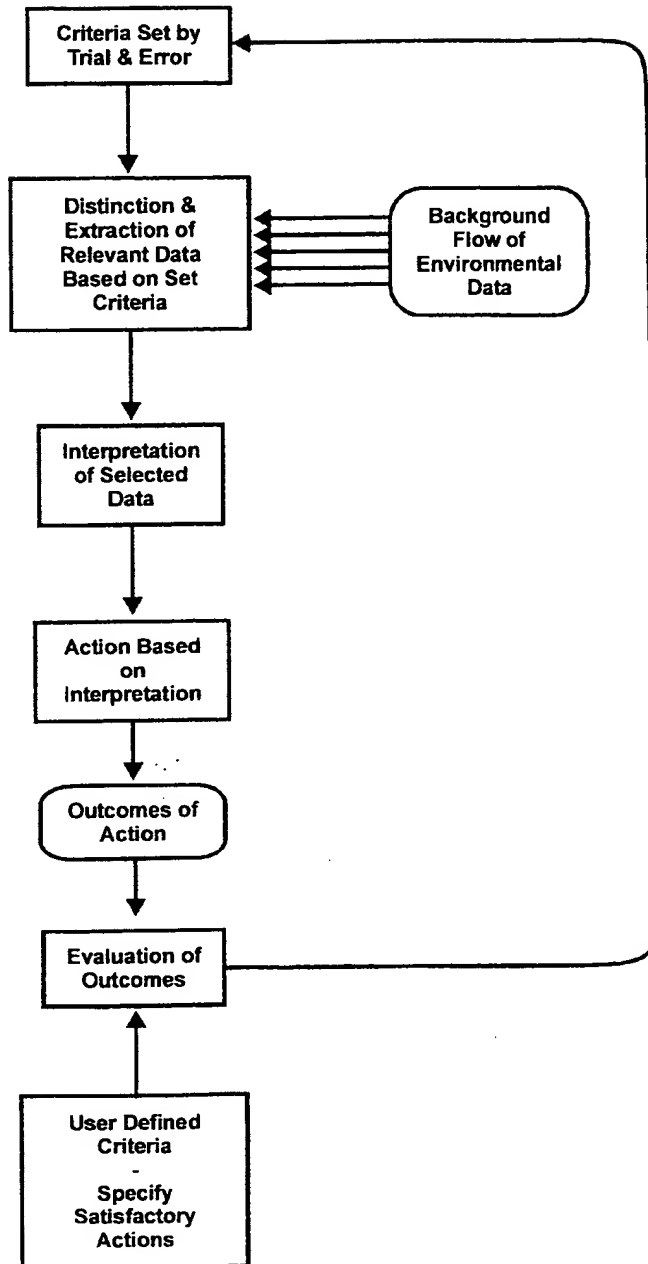 Criteria Set by
Trial & Error
Distinction &
Extraction of
Relevant Data
Based on Set
Criteria
Background
Flow of
Environmental
Data
Interpretation
of Selected
Data
Action Based
on
Interpretation
Outcomes of
Action
Evaluation of
Outcomes
User Defined
Criteria
-
Specify
Satisfactory
Actions